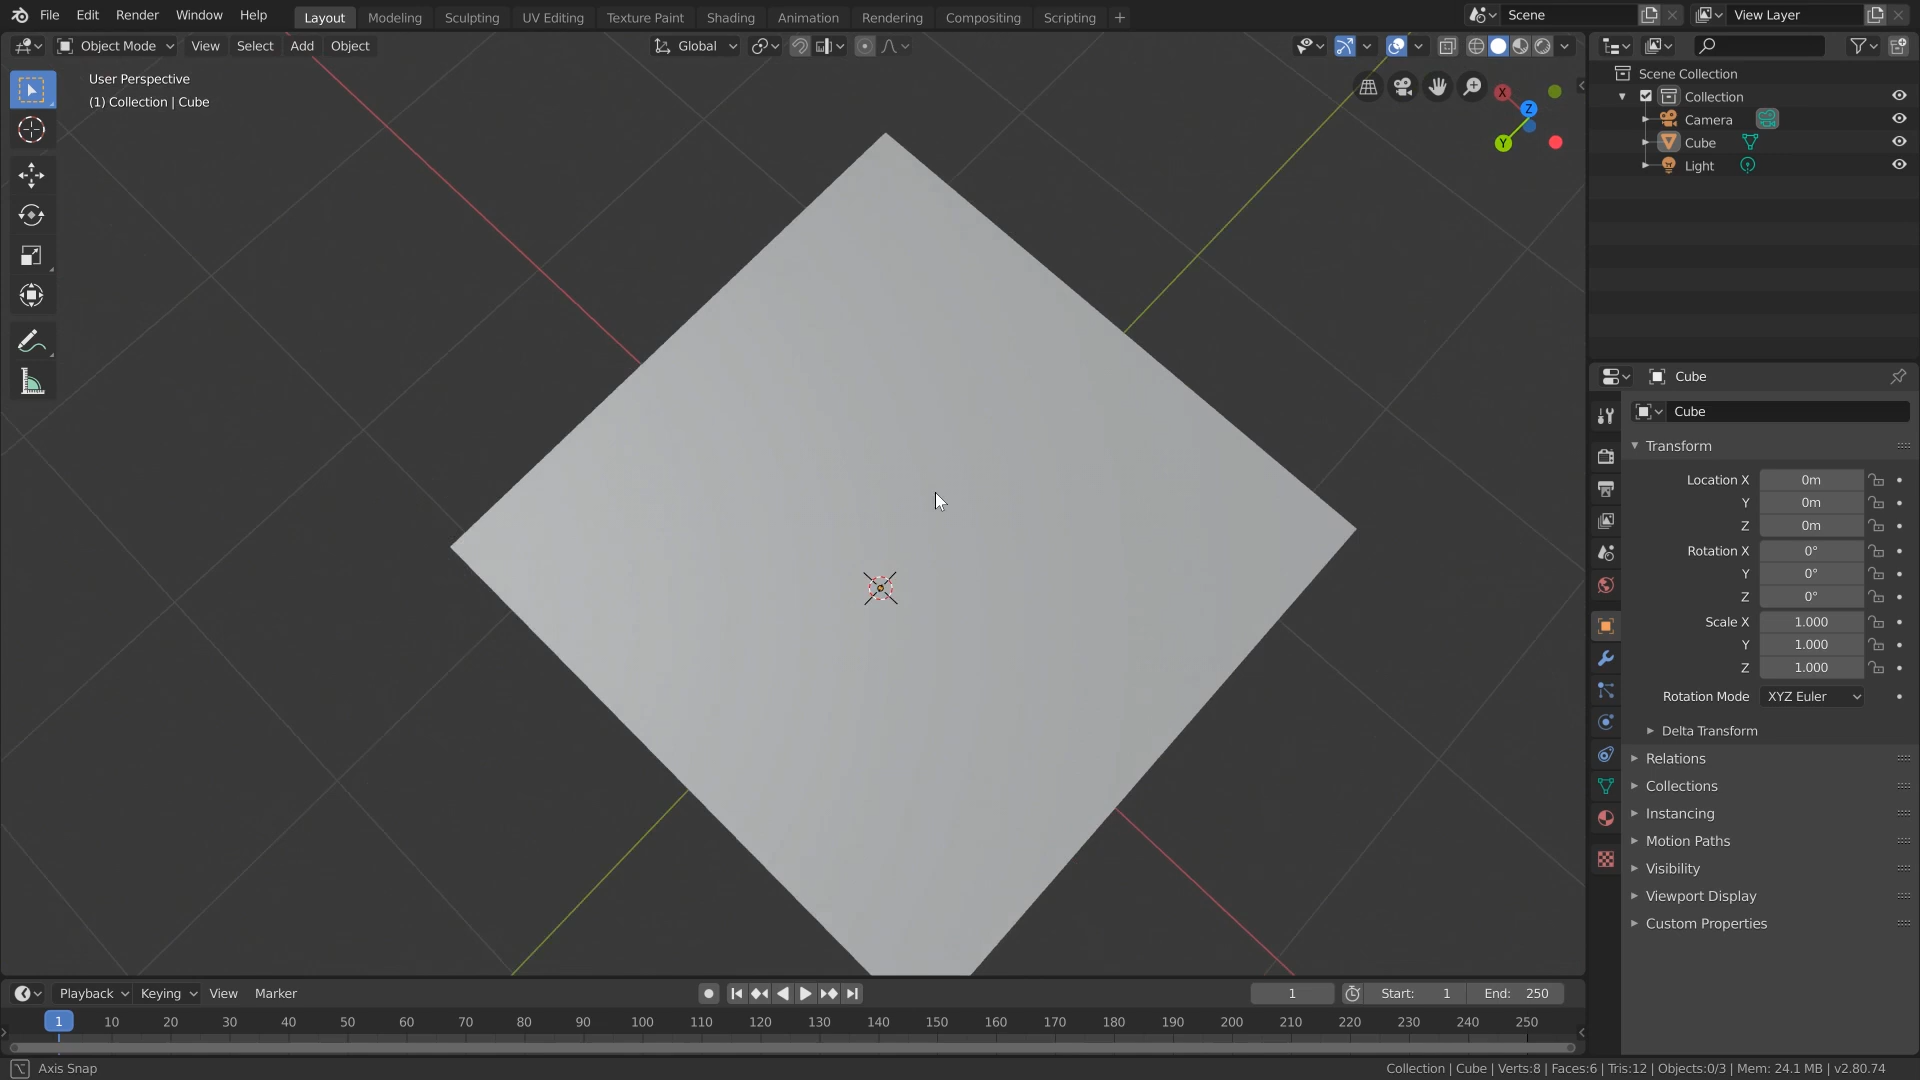 File Edit Render Window Help Layout Modeling Sculpting UV Editing Texture Paint Shading Animation Rendering Compositing Scripting + Scene View Layer
Object Mode View Select Add Object Global
User Perspective
(1) Collection | Cube
X
Z
Y
Scene Collection
Collection
Camera
Cube
Light
Cube
Cube
Transform
Location X 0m
Y 0m
Z 0m
Rotation X 0°
Y 0°
Z 0°
Scale X 1.000
Y 1.000
Z 1.000
Rotation Mode XYZ Euler
Delta Transform
Relations
Collections
Instancing
Motion Paths
Visibility
Viewport Display
Custom Properties
Playback Keying View Marker 1 Start: 1 End: 250
1 10 20 30 40 50 60 70 80 90 100 110 120 130 140 150 160 170 180 190 200 210 220 230 240 250
Axis Snap Collection | Cube | Verts:8 | Faces:6 | Tris:12 | Objects:0/3 | Mem: 24.1 MB | v2.80.74